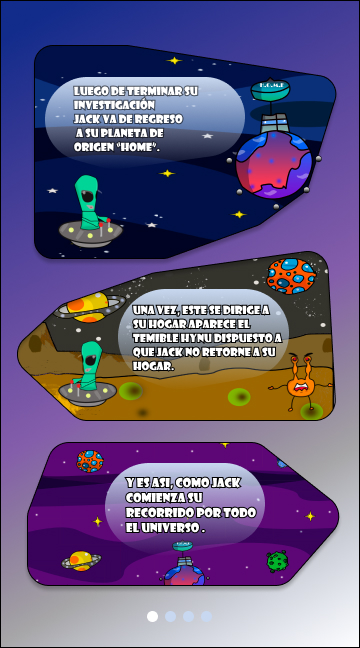 LUEGO DE TERMINAR SU
INVESTIGACIÓN
JACK VA DE REGRESO
A SU PLANETA DE
ORIGEN “HOME”.
UNA VEZ, ESTE SE DIRIGE A
SU HOGAR APARECE EL
TEMIBLE HYNU DISPUESTO A
QUE JACK NO RETORNE A SU
HOGAR.
Y ES ASI, COMO JACK
COMIENZA SU
RECORRIDO POR TODO
EL UNIVERSO .